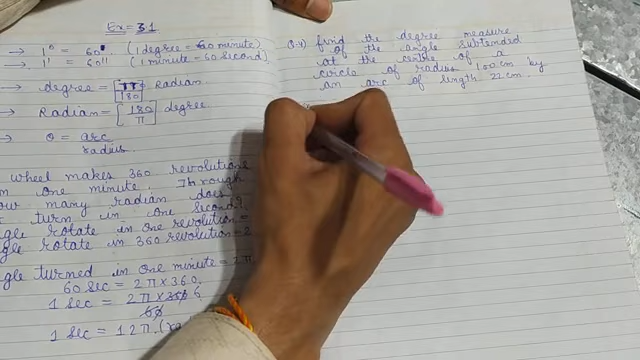 Ex = 31
→ 1° = 60' (1 degree = 60 minute)
→ 1' = 60" (1 minute = 60 second)
→ degree = [π/180] Radian
→ Radian = [180/π] degree
→ θ = arc/radius
wheel makes 360 revolutions
one minute. Through
many radian does
turn in one second?
rotate in one revolution =
rotate in 360 revolution = 2
turned in one minute = 2π
60 sec = 2π × 360
1 sec = 2π × 360 6
60
1 sec = 12π
Find the degree measure
of the angle subtended
at the centre of a
circle of radius 100 cm by
an arc of length 22 cm.